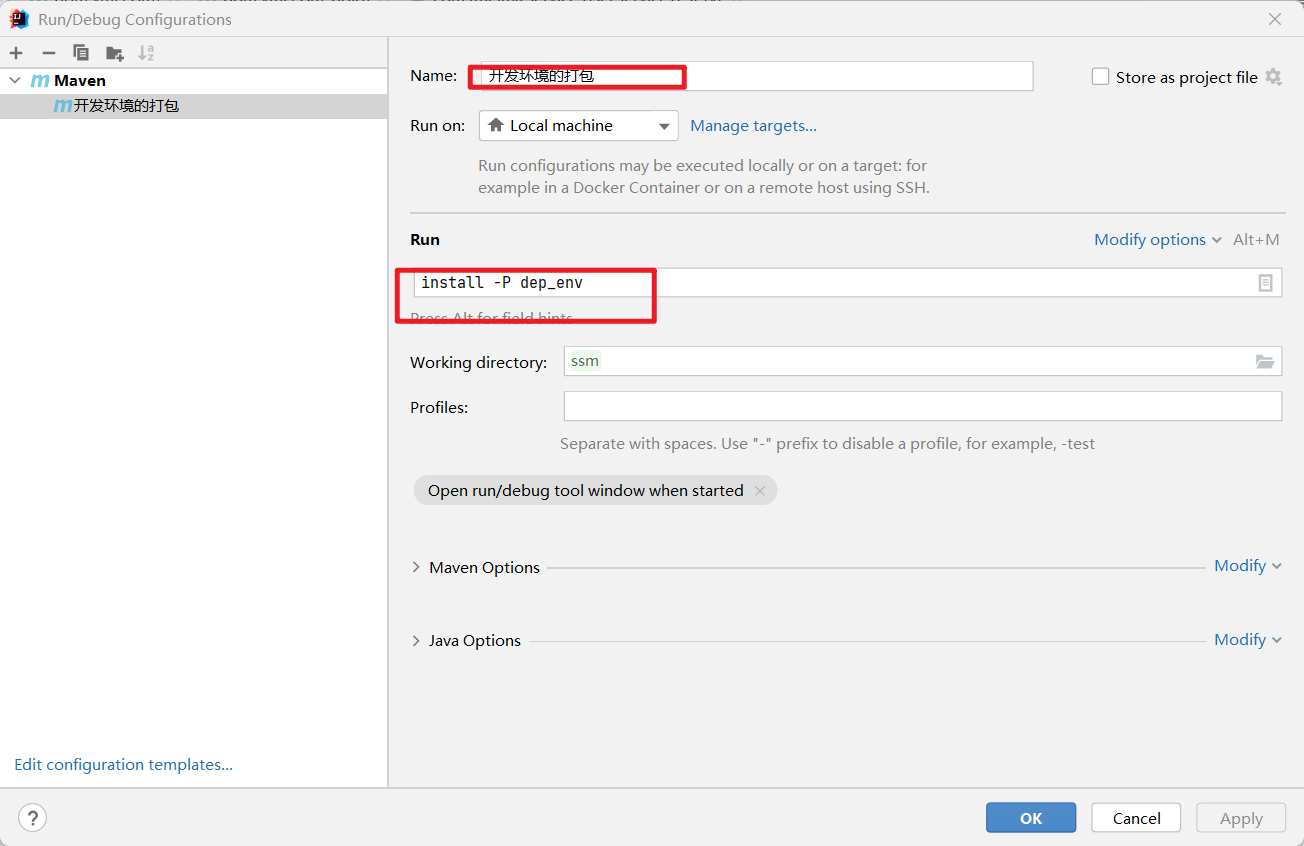 Run/Debug Configurations
Maven
开发环境的打包
Edit configuration templates...
Name:
开发环境的打包
Store as project file
Run on:
Local machine
Manage targets...
Run configurations may be executed locally or on a target: for
example in a Docker Container or on a remote host using SSH.
Run
Modify options
Alt+M
install -P dep_env
Press Alt for field hints
Working directory:
ssm
Profiles:
Separate with spaces. Use "-" prefix to disable a profile, for example, -test
Open run/debug tool window when started
Maven Options
Modify
Java Options
Modify
?
OK
Cancel
Apply